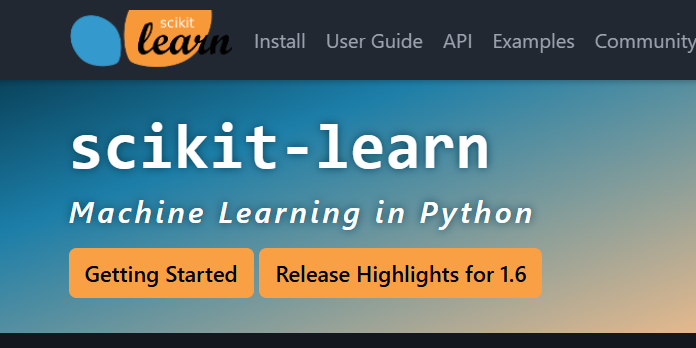 scikit
learn
Install User Guide API Examples Community
scikit-learn
Machine Learning in Python
Getting Started Release Highlights for 1.6